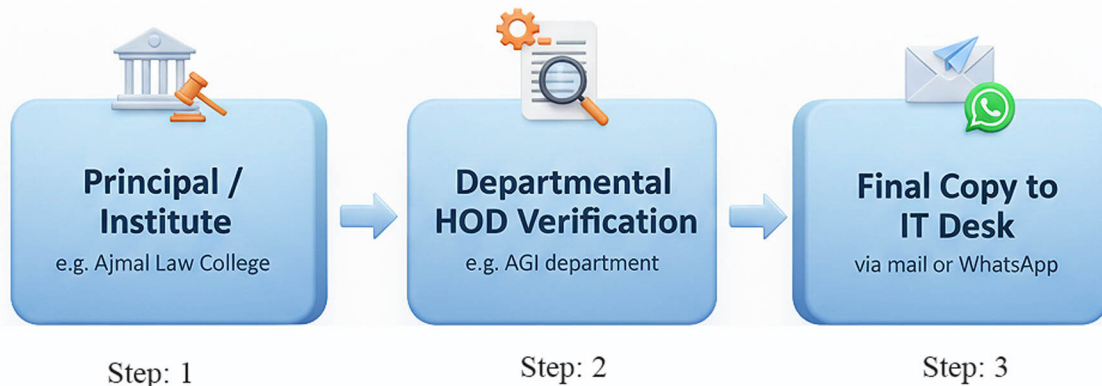 Principal /
Institute
e.g. Ajmal Law College
Departmental
HOD Verification
e.g. AGI department
Final Copy to
IT Desk
via mail or WhatsApp
Step: 1
Step: 2
Step: 3